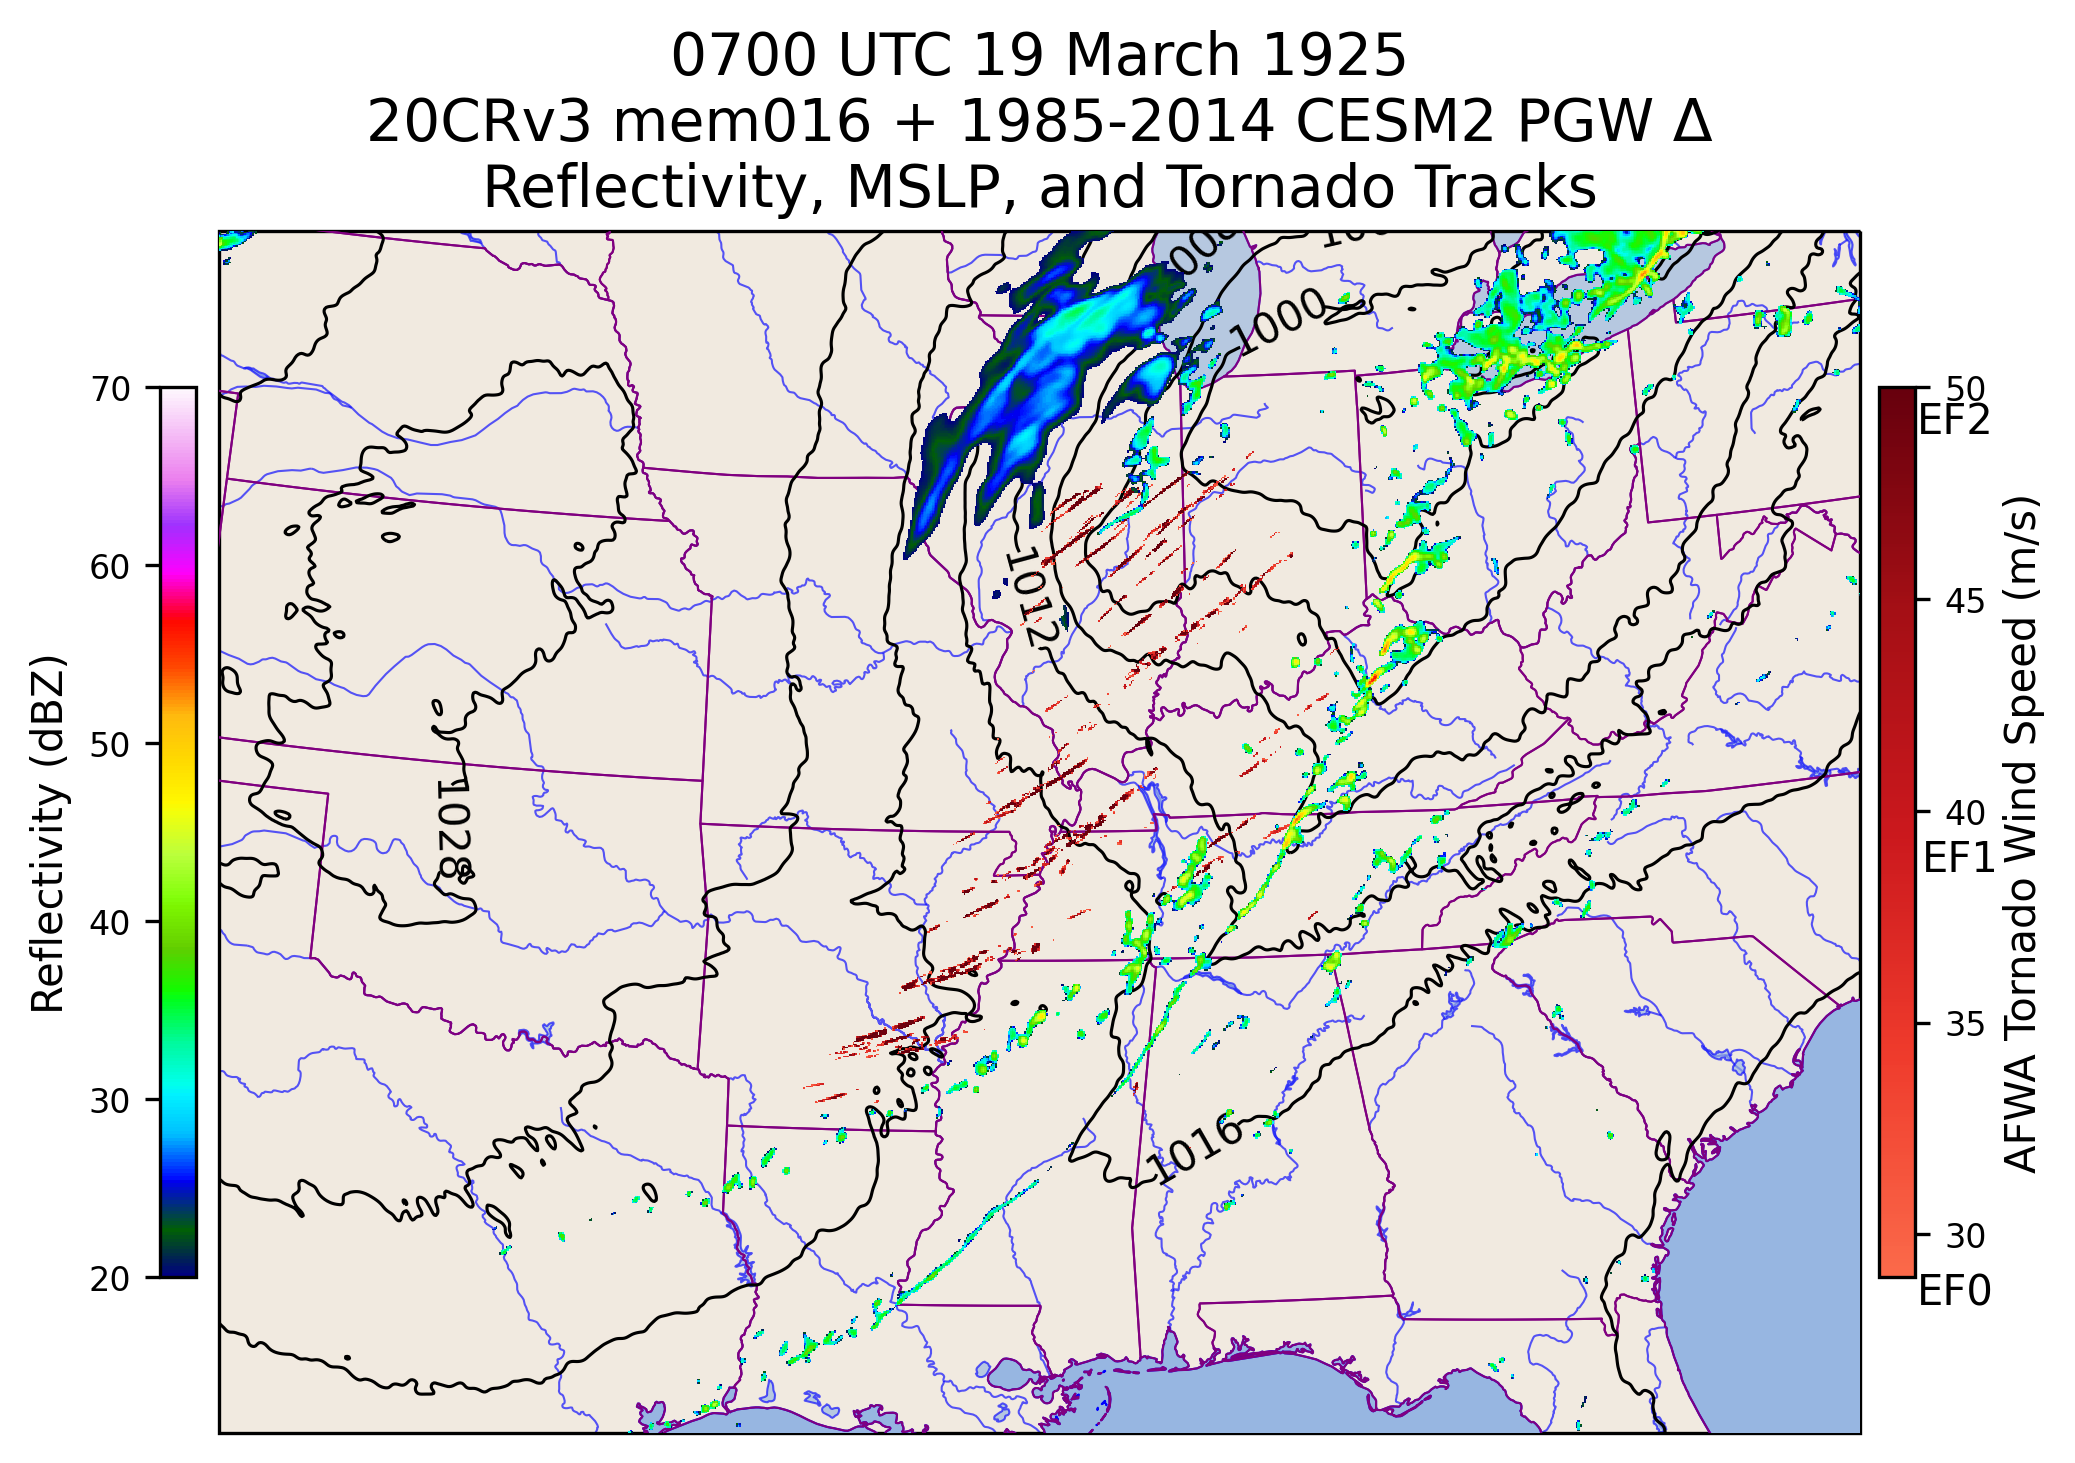 0700 UTC 19 March 1925
20CRv3 mem016 + 1985-2014 CESM2 PGW Δ
Reflectivity, MSLP, and Tornado Tracks
1000
1012
1028
1016
70
60
50
40
30
20
Reflectivity (dBZ)
50
EF2
45
40
EF1
35
30
EF0
AFWA Tornado Wind Speed (m/s)